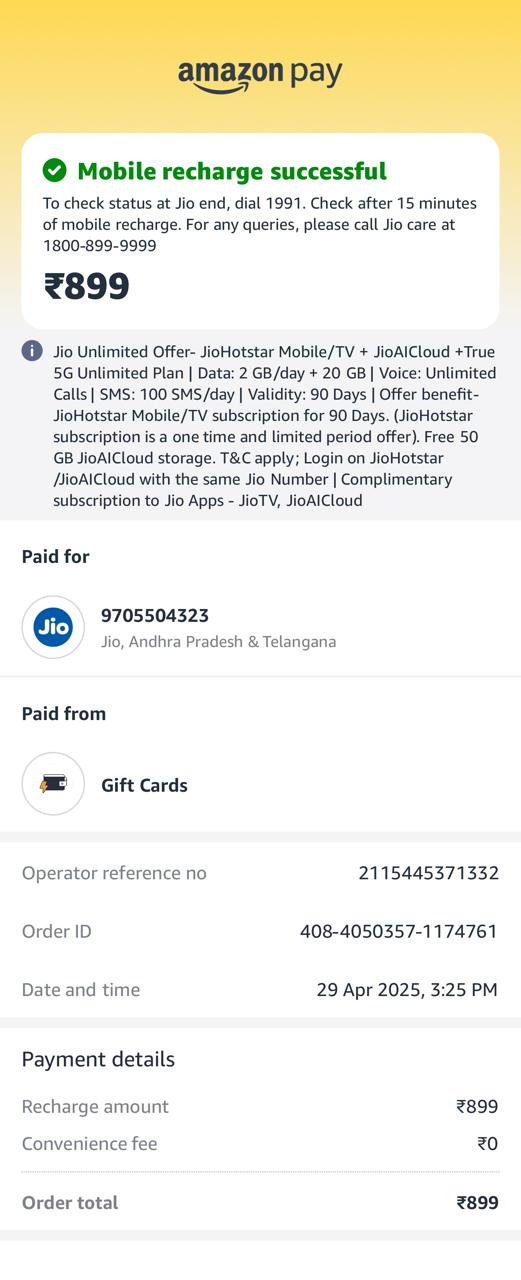 amazon pay
Mobile recharge successful
To check status at Jio end, dial 1991. Check after 15 minutes
of mobile recharge. For any queries, please call Jio care at
1800-899-9999
₹899
Jio Unlimited Offer- JioHotstar Mobile/TV + JioAICloud +True
5G Unlimited Plan | Data: 2 GB/day + 20 GB | Voice: Unlimited
Calls | SMS: 100 SMS/day | Validity: 90 Days | Offer benefit-
JioHotstar Mobile/TV subscription for 90 Days. (JioHotstar
subscription is a one time and limited period offer). Free 50
GB JioAICloud storage. T&C apply; Login on JioHotstar
/JioAICloud with the same Jio Number | Complimentary
subscription to Jio Apps - JioTV, JioAICloud
Paid for
Jio
9705504323
Jio, Andhra Pradesh & Telangana
Paid from
Gift Cards
Operator reference no 2115445371332
Order ID 408-4050357-1174761
Date and time 29 Apr 2025, 3:25 PM
Payment details
Recharge amount ₹899
Convenience fee ₹0
Order total ₹899